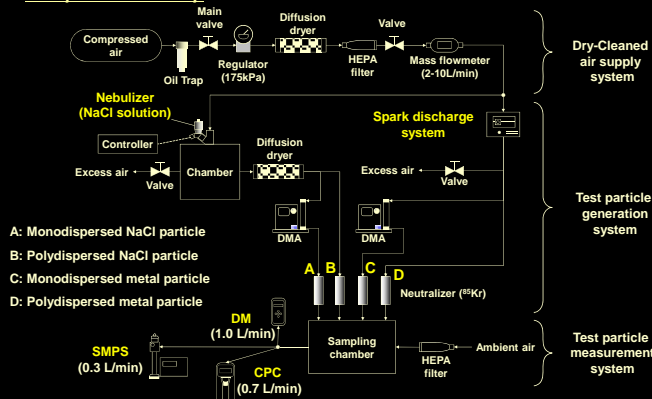 Main
valve
Diffusion
dryer
Valve
Compressed
air
Oil Trap
Regulator
(175kPa)
HEPA
filter
Mass flowmeter
(2-10L/min)
Dry-Cleaned
air supply
system
Nebulizer
(NaCl solution)
Spark discharge
system
Controller
Diffusion
dryer
Excess air
Valve
Chamber
Excess air
Valve
Test particle
generation
system
DMA
DMA
A: Monodispersed NaCl particle
B: Polydispersed NaCl particle
C: Monodispersed metal particle
D: Polydispersed metal particle
A
B
C
D
Neutralizer (⁸⁵Kr)
DM
(1.0 L/min)
SMPS
(0.3 L/min)
CPC
(0.7 L/min)
Sampling
chamber
HEPA
filter
Ambient air
Test particle
measurement
system